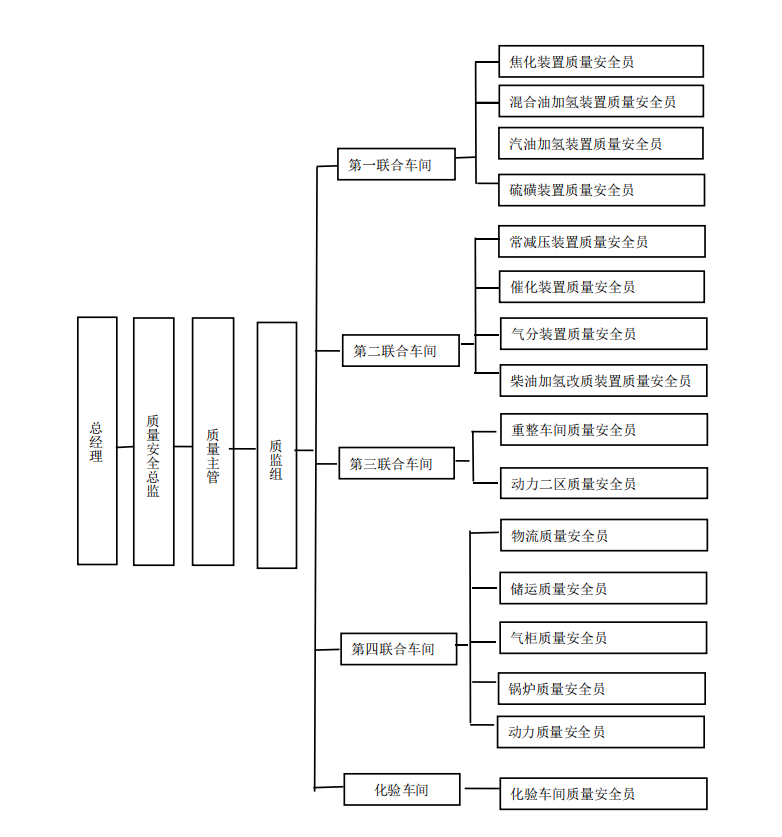 总经理
质量安全总监
质量主管
质监组
第一联合车间
焦化装置质量安全员
混合油加氢装置质量安全员
汽油加氢装置质量安全员
硫磺装置质量安全员
第二联合车间
常减压装置质量安全员
催化装置质量安全员
气分装置质量安全员
柴油加氢改质装置质量安全员
第三联合车间
重整车间质量安全员
动力二区质量安全员
第四联合车间
物流质量安全员
储运质量安全员
气柜质量安全员
锅炉质量安全员
动力质量安全员
化验车间
化验车间质量安全员